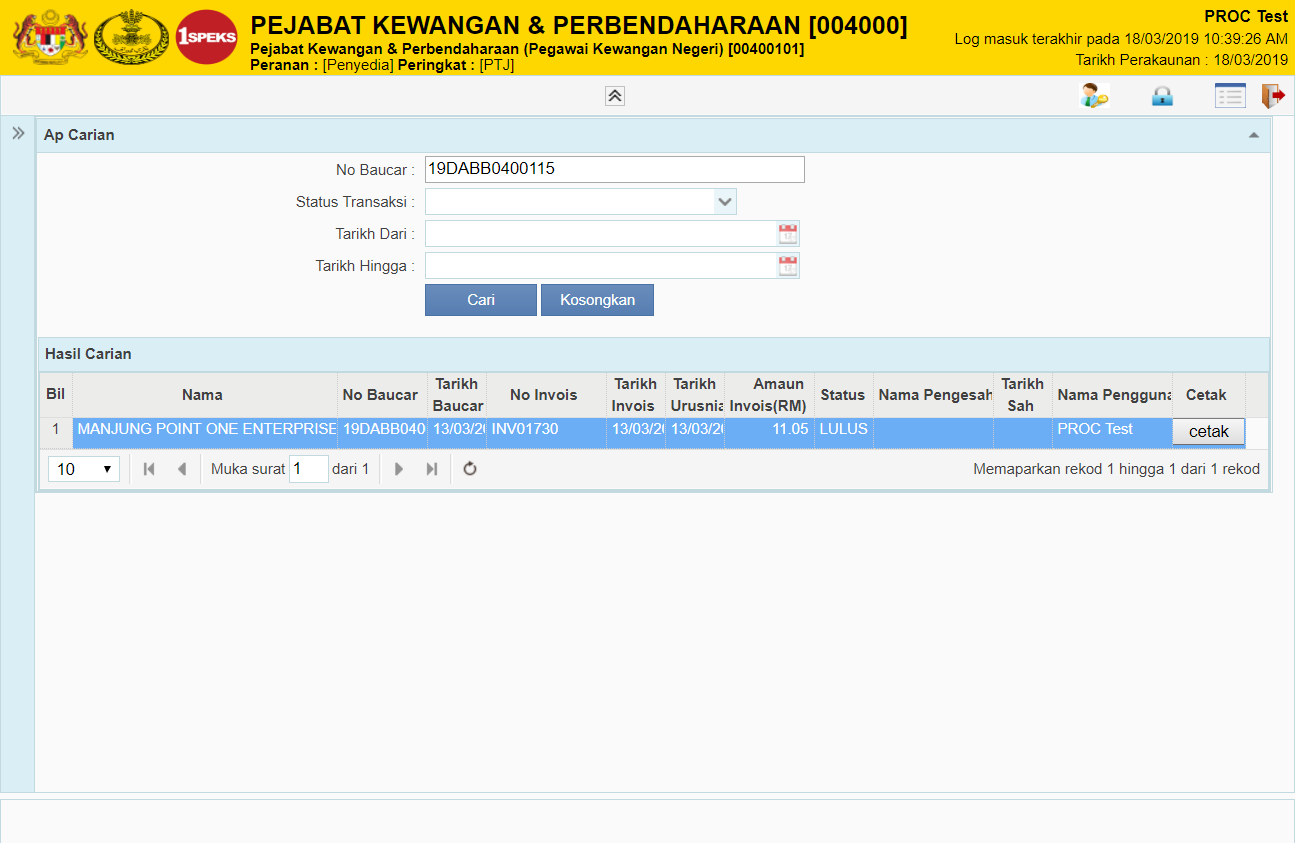 1SPEKS
PEJABAT KEWANGAN & PERBENDAHARAAN [004000]
Pejabat Kewangan & Perbendaharaan (Pegawai Kewangan Negeri) [00400101]
Peranan : [Penyedia] Peringkat : [PTJ]
PROC Test
Log masuk terakhir pada 18/03/2019 10:39:26 AM
Tarikh Perakaunan : 18/03/2019
Ap Carian
No Baucar : 19DABB0400115
Status Transaksi :
Tarikh Dari :
Tarikh Hingga :
Cari Kosongkan
Hasil Carian
Bil Nama No Baucar Tarikh Baucar No Invois Tarikh Invois Tarikh Urusnia Amaun Invois(RM) Status Nama Pengesah Tarikh Sah Nama Pengguna Cetak
1 MANJUNG POINT ONE ENTERPRISE 19DABB040 13/03/20 INV01730 13/03/20 13/03/20 11.05 LULUS PROC Test cetak
10 Muka surat 1 dari 1 Memaparkan rekod 1 hingga 1 dari 1 rekod